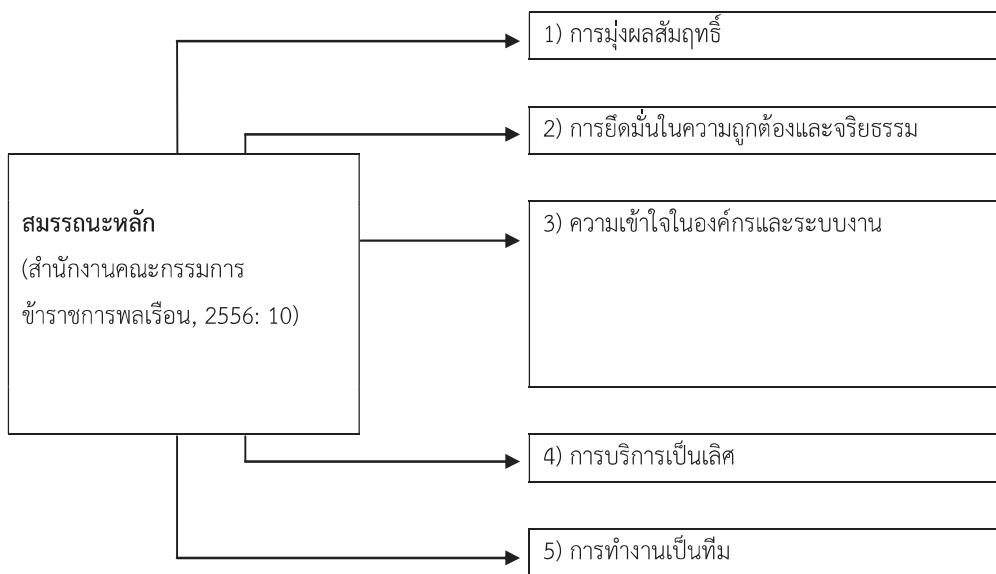 1) การมุ่งผลสัมฤทธิ์
2) การยึดมั่นในความถูกต้องและจริยธรรม
สมรรถนะหลัก
(สำนักงานคณะกรรมการ
ข้าราชการพลเรือน, 2556: 10)
3) ความเข้าใจในองค์กรและระบบงาน
4) การบริการเป็นเลิศ
5) การทำงานเป็นทีม